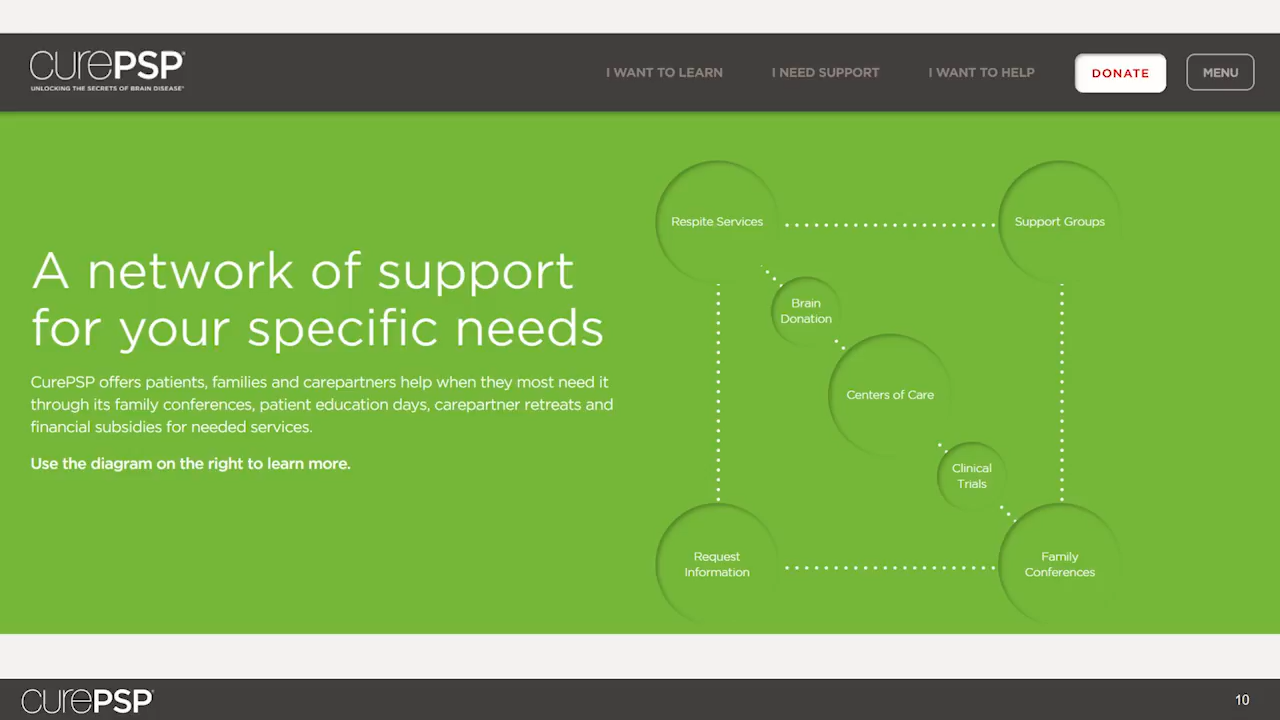 curePSP®
UNLOCKING THE SECRETS OF BRAIN DISEASE®
I WANT TO LEARN
I NEED SUPPORT
I WANT TO HELP
DONATE
MENU
A network of support
for your specific needs
CurePSP offers patients, families and carepartners help when they most need it
through its family conferences, patient education days, carepartner retreats and
financial subsidies for needed services.
Use the diagram on the right to learn more.
Respite Services
Support Groups
Brain
Donation
Centers of Care
Clinical
Trials
Request
Information
Family
Conferences
curePSP®
10